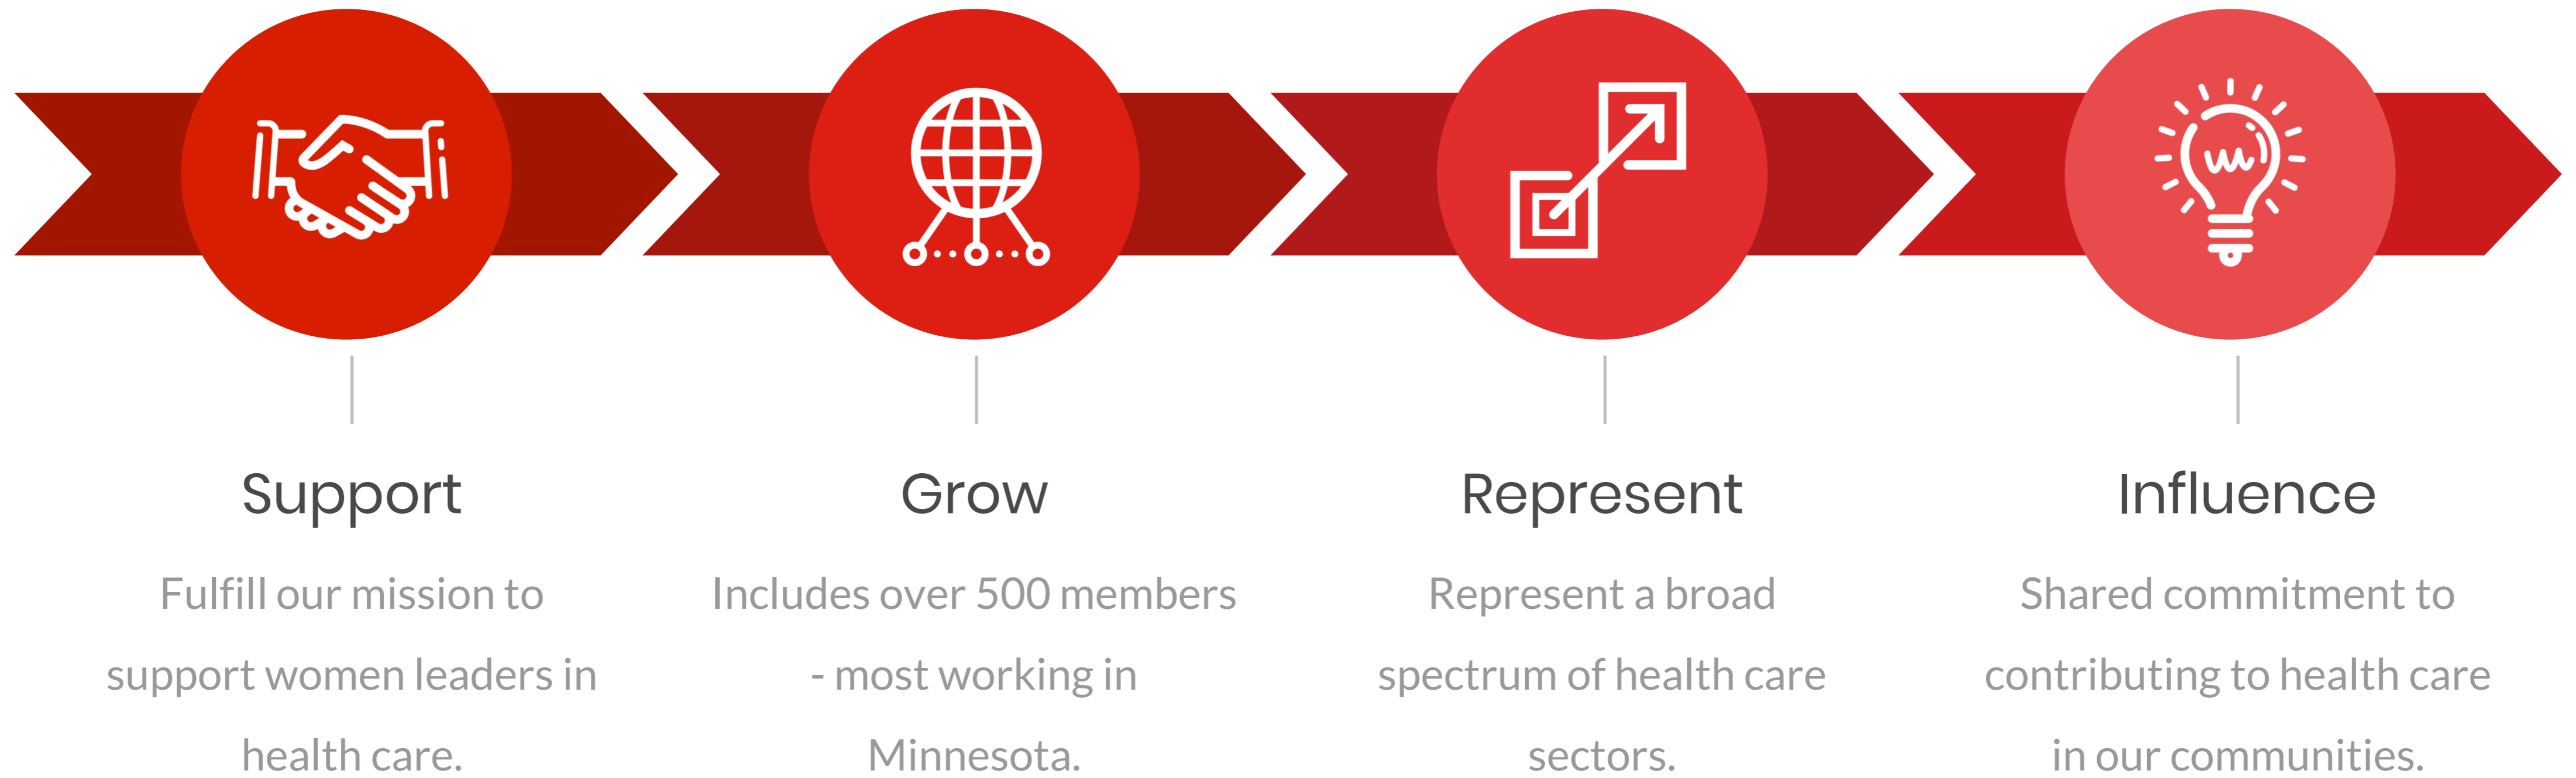 Support
Fulfill our mission to
support women leaders in
health care.
Grow
Includes over 500 members
- most working in
Minnesota.
Represent
Represent a broad
spectrum of health care
sectors.
Influence
Shared commitment to
contributing to health care
in our communities.